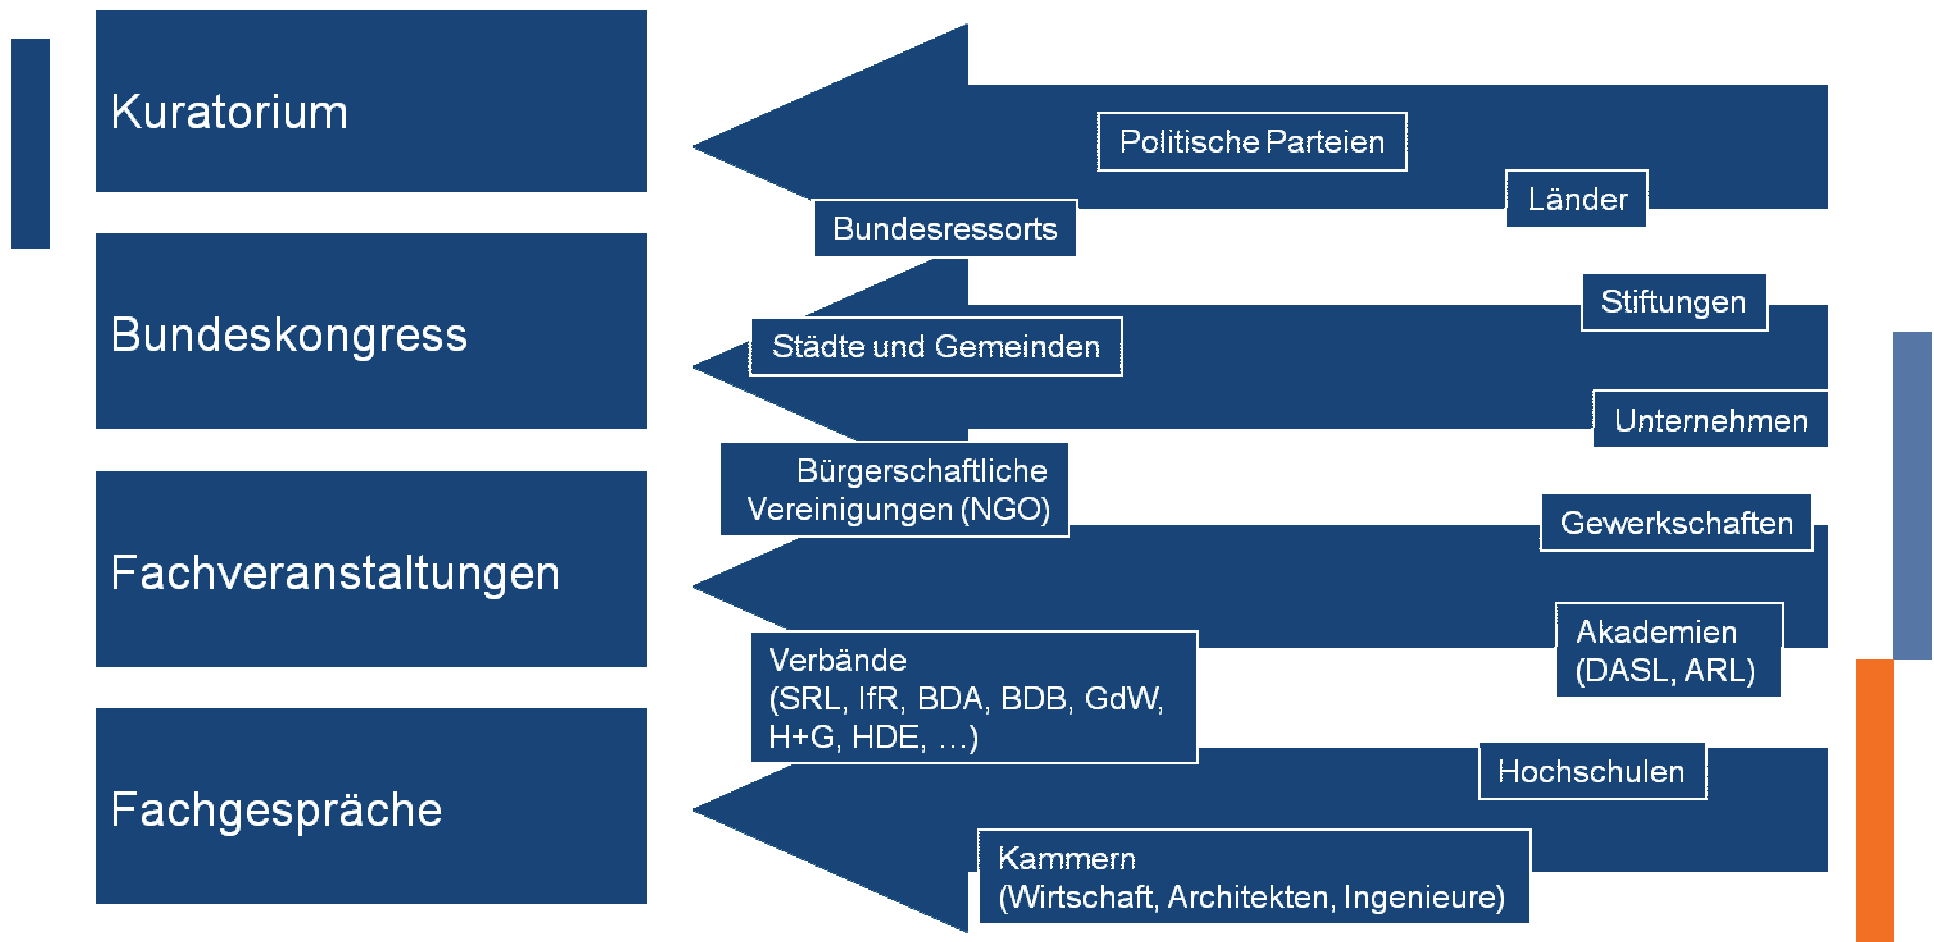 Kuratorium
Politische Parteien
Länder
Bundesressorts
Bundeskongress
Stiftungen
Städte und Gemeinden
Unternehmen
Bürgerschaftliche
Vereinigungen (NGO)
Gewerkschaften
Fachveranstaltungen
Akademien
(DASL, ARL)
Verbände
(SRL, IfR, BDA, BDB, GdW,
H+G, HDE, …)
Fachgespräche
Hochschulen
Kammern
(Wirtschaft, Architekten, Ingenieure)